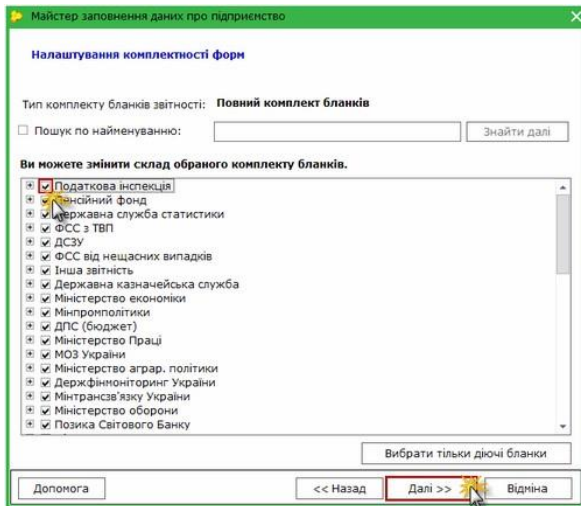 Майстер заповнення даних про підприємство
Налаштування комплектності форм
Тип комплекту бланків звітності: Повний комплект бланків
Пошук по найменуванню: Знайти далі
Ви можете змінити склад обраного комплекту бланків.
Податкова інспекція
фонд
Державна служба статистики
ФСС з ТВП
ДСЗУ
ФСС від нещасних випадків
Інша звітність
Державна казначейська служба
Міністерство економіки
Мінпромполітики
ДПС (бюджет)
Міністерство Праці
МОЗ України
Міністерство аграр. політики
Держфінмоніторинг України
Мінтрансзв'язку України
Міністерство оборони
Позика Світового Банку
Вибрати тільки діючі бланки
Допомога << Назад Далі >> Відміна